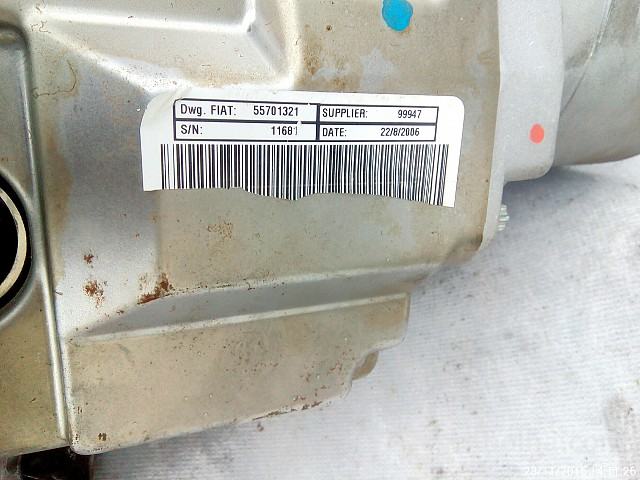 Dwg. FIAT: 55701321 SUPPLIER: 99947
S/N: 11681 DATE: 22/8/2006